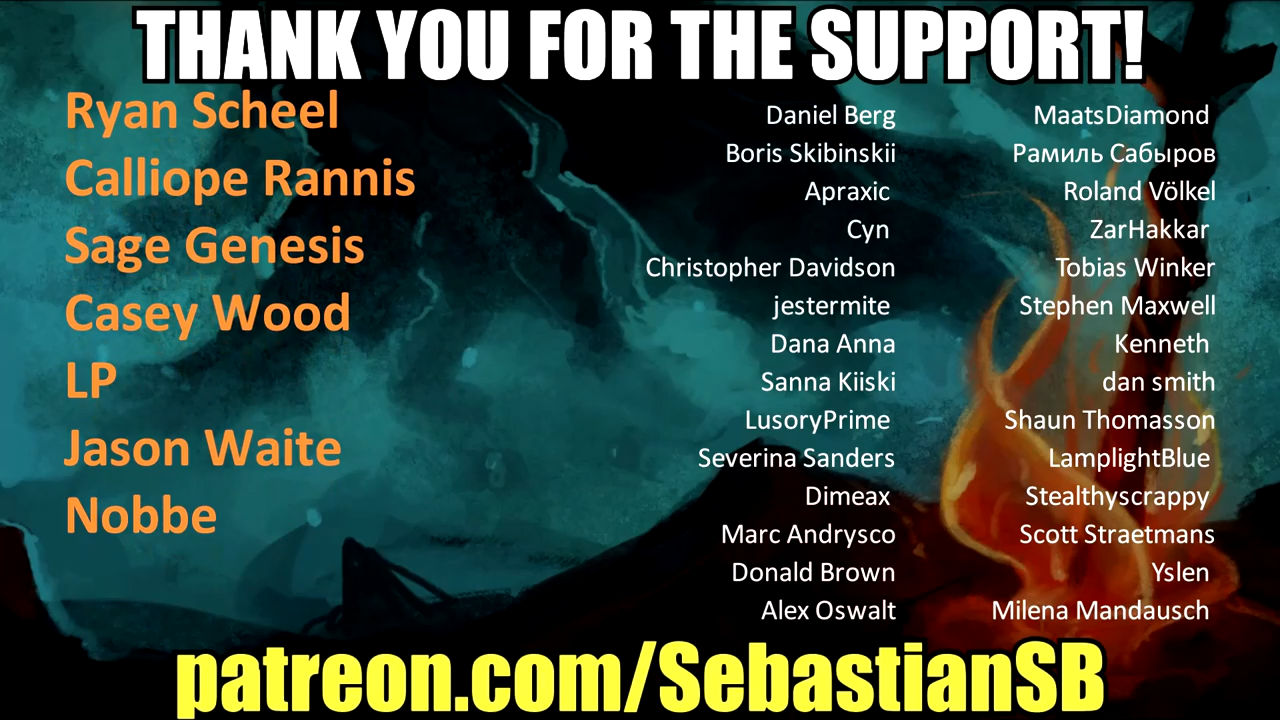 THANK YOU FOR THE SUPPORT!
Ryan Scheel
Calliope Rannis
Sage Genesis
Casey Wood
LP
Jason Waite
Nobbe
Daniel Berg
Boris Skibinskii
Apraxic
Cyn
Christopher Davidson
jestermite
Dana Anna
Sanna Kiiski
LusoryPrime
Severina Sanders
Dimeax
Marc Andrysco
Donald Brown
Alex Oswalt
MaatsDiamond
Рамиль Сабыров
Roland Völkel
ZarHakkar
Tobias Winker
Stephen Maxwell
Kenneth
dan smith
Shaun Thomasson
LamplightBlue
Stealthyscrappy
Scott Straetmans
Yslen
Milena Mandausch
patreon.com/SebastianSB